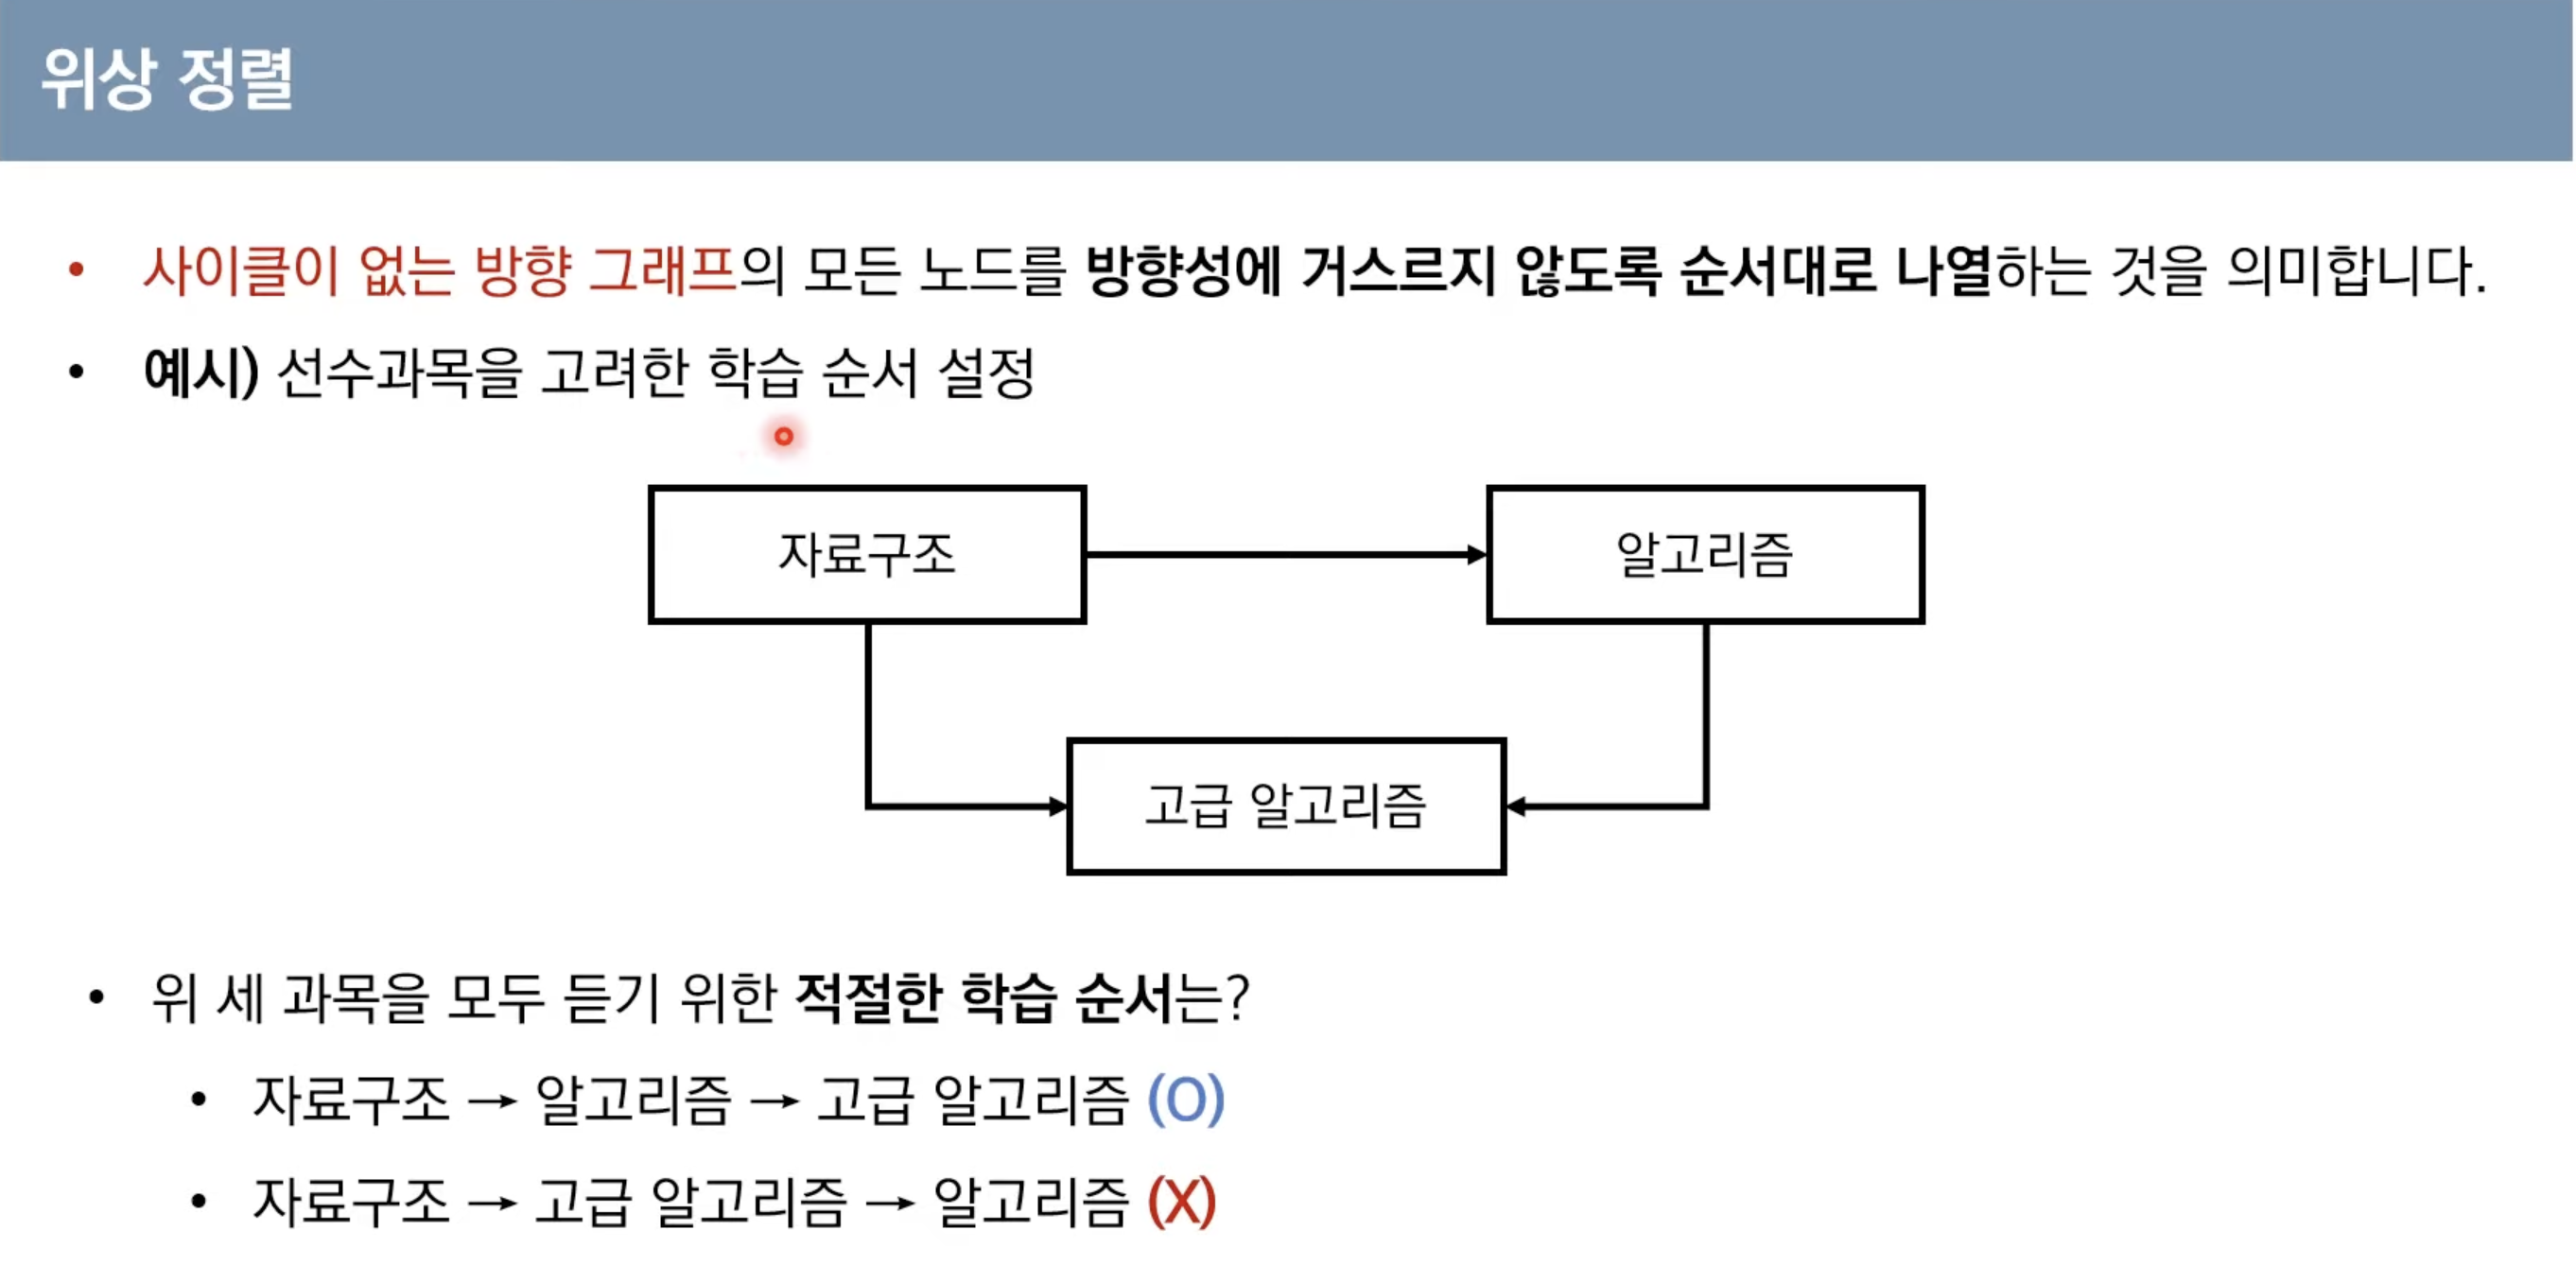 위상 정렬
• 사이클이 없는 방향 그래프의 모든 노드를 방향성에 거스르지 않도록 순서대로 나열하는 것을 의미합니다.
• 예시) 선수과목을 고려한 학습 순서 설정
자료구조
알고리즘
고급 알고리즘
• 위 세 과목을 모두 듣기 위한 적절한 학습 순서는?
• 자료구조 → 알고리즘 → 고급 알고리즘 (O)
• 자료구조 → 고급 알고리즘 → 알고리즘 (X)